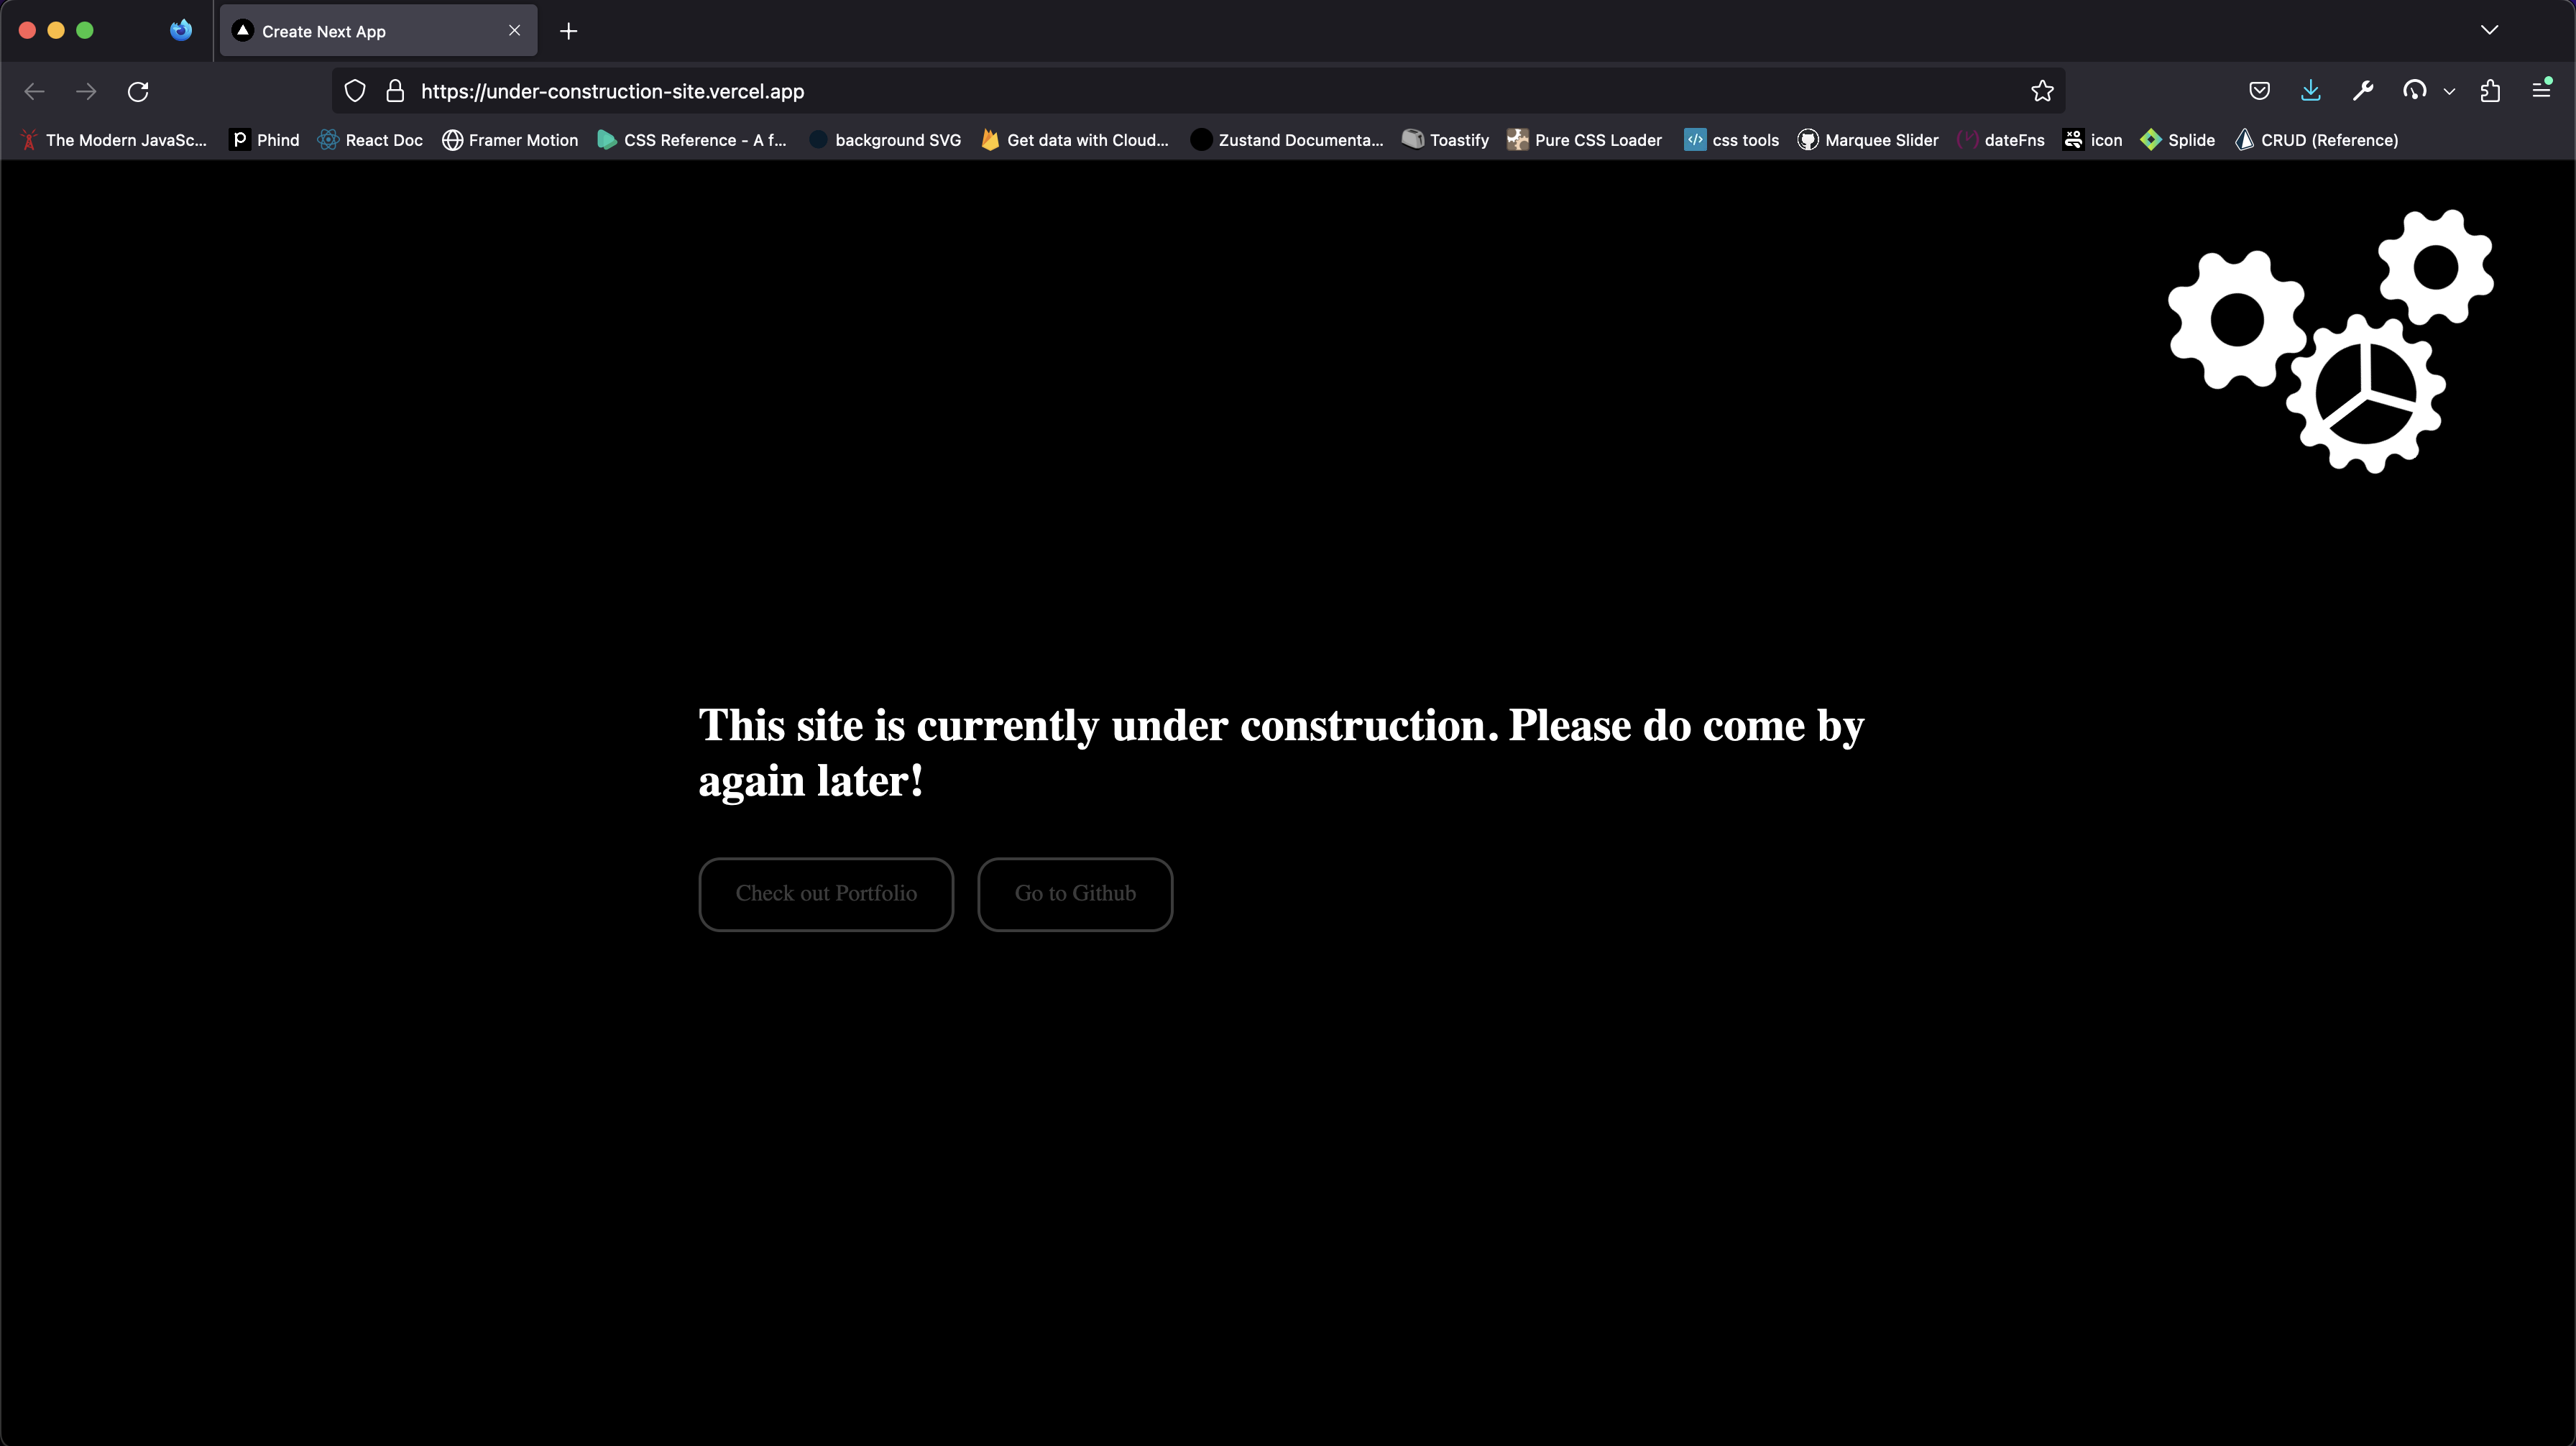 Create Next App
https://under-construction-site.vercel.app
The Modern JavaSc... Phind React Doc Framer Motion CSS Reference - A f... background SVG Get data with Cloud... Zustand Documenta... Toastify Pure CSS Loader css tools Marquee Slider dateFns icon Splide CRUD (Reference)
This site is currently under construction. Please do come by
again later!
Check out Portfolio Go to Github